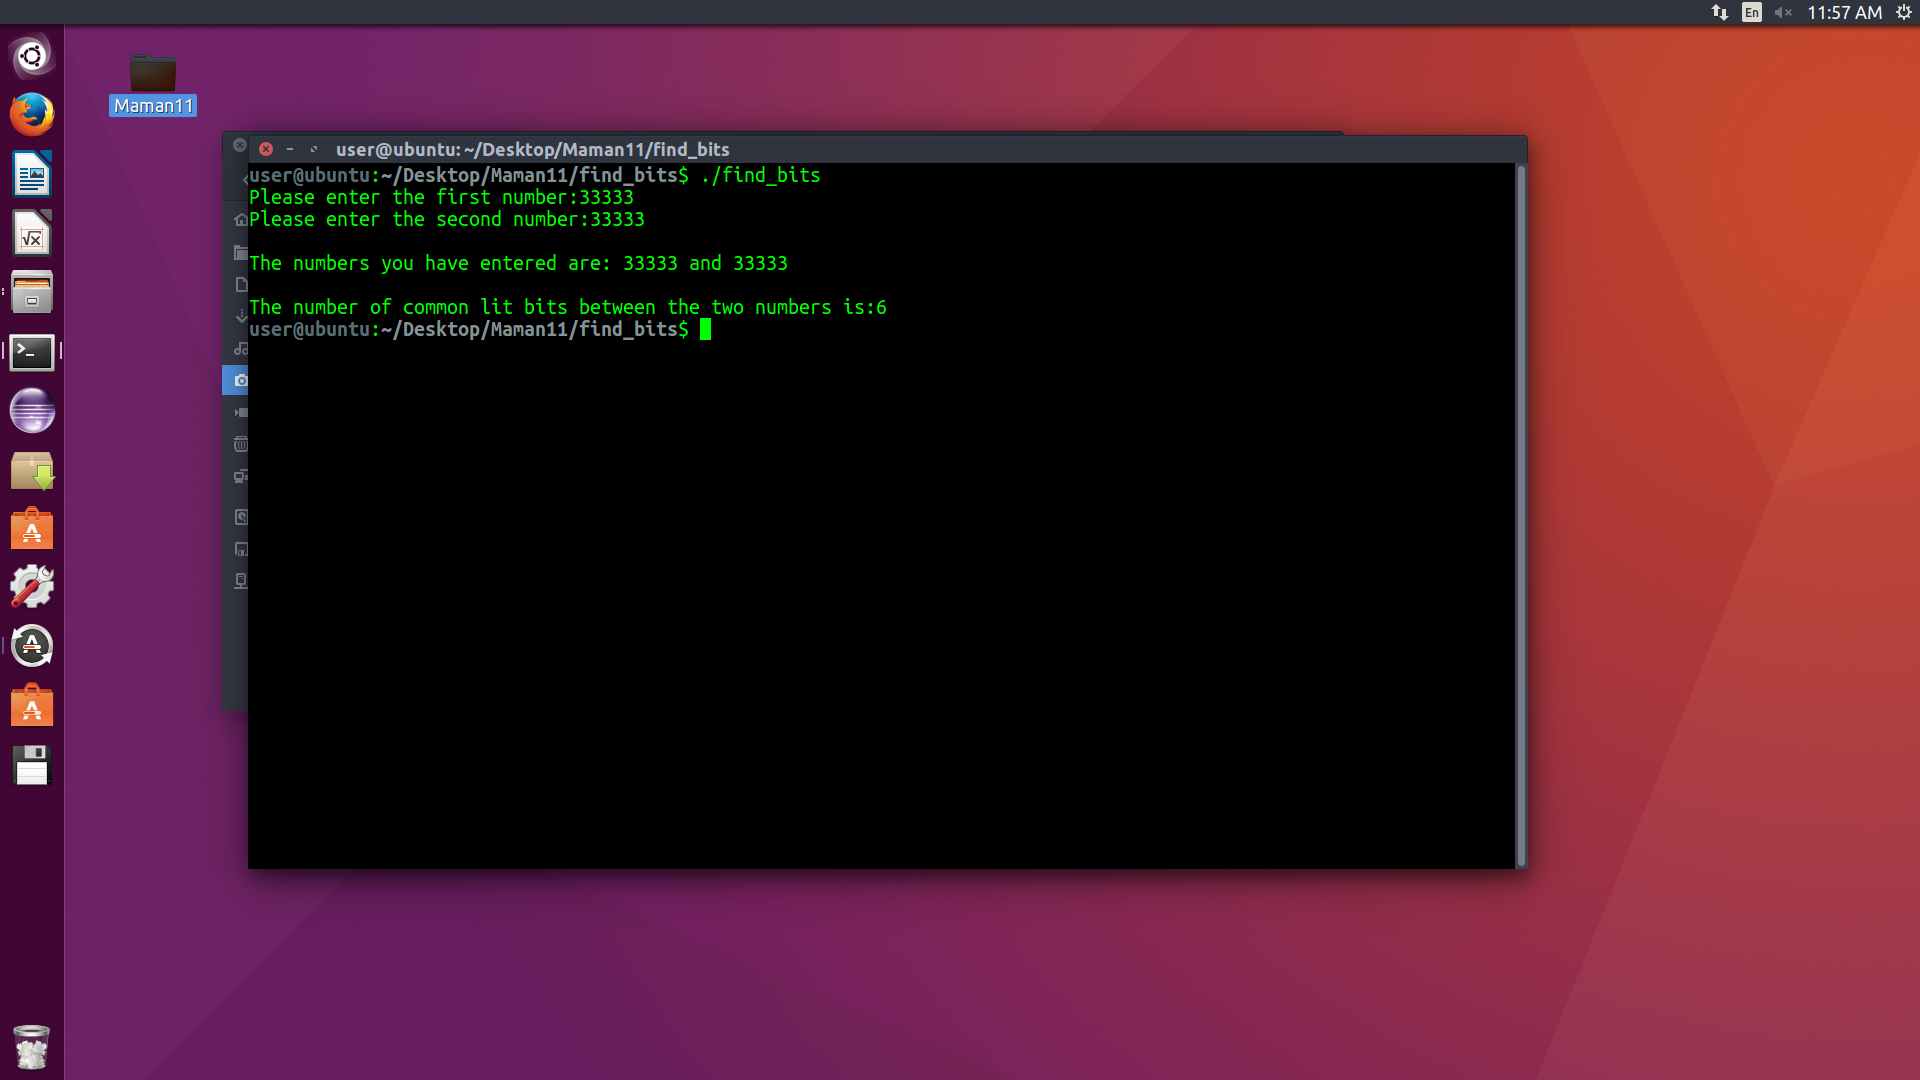 En 11:57 AM
Maman11
user@ubuntu: ~/Desktop/Maman11/find_bits
user@ubuntu:~/Desktop/Maman11/find_bits$ ./find_bits
Please enter the first number:33333
Please enter the second number:33333
The numbers you have entered are: 33333 and 33333
The number of common lit bits between the two numbers is:6
user@ubuntu:~/Desktop/Maman11/find_bits$